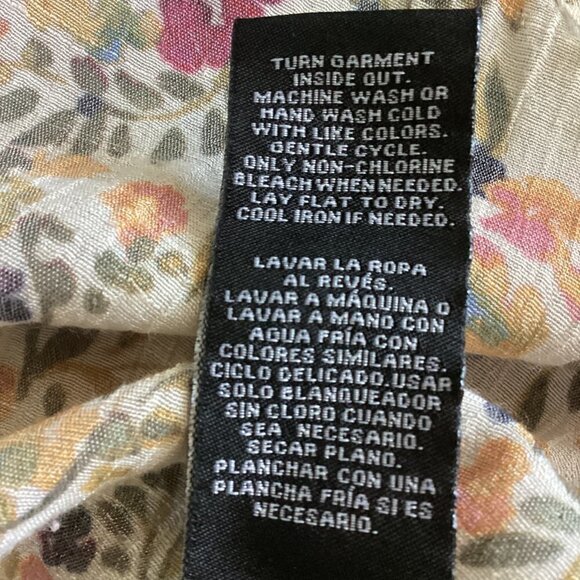 TURN GARMENT
INSIDE OUT.
MACHINE WASH OR
HAND WASH COLD
WITH LIKE COLORS.
GENTLE CYCLE.
ONLY NON-CHLORINE
BLEACH WHEN NEEDED.
LAY FLAT TO DRY.
COOL IRON IF NEEDED.
LAVAR LA ROPA
AL REVÉS.
LAVAR A MÁQUINA O
LAVAR A MANO CON
AGUA FRÍA CON
COLORES SIMILARES.
CICLO DELICADO. USAR
SOLO BLANQUEADOR
SIN CLORO CUANDO
SEA NECESARIO.
SECAR PLANO.
PLANCHAR CON UNA
PLANCHA FRÍA SI ES
NECESARIO.